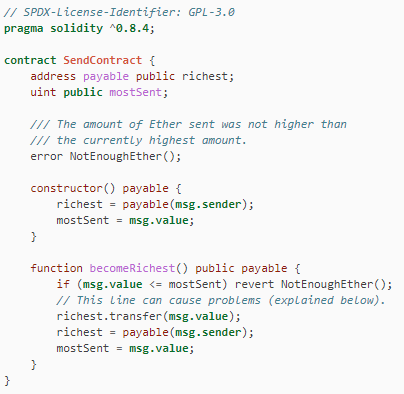 // SPDX-License-Identifier: GPL-3.0
pragma solidity ^0.8.4;

contract SendContract {
    address payable public richest;
    uint public mostSent;

    /// The amount of Ether sent was not higher than
    /// the currently highest amount.
    error NotEnoughEther();

    constructor() payable {
        richest = payable(msg.sender);
        mostSent = msg.value;
    }

    function becomeRichest() public payable {
        if (msg.value <= mostSent) revert NotEnoughEther();
        // This line can cause problems (explained below).
        richest.transfer(msg.value);
        richest = payable(msg.sender);
        mostSent = msg.value;
    }
}